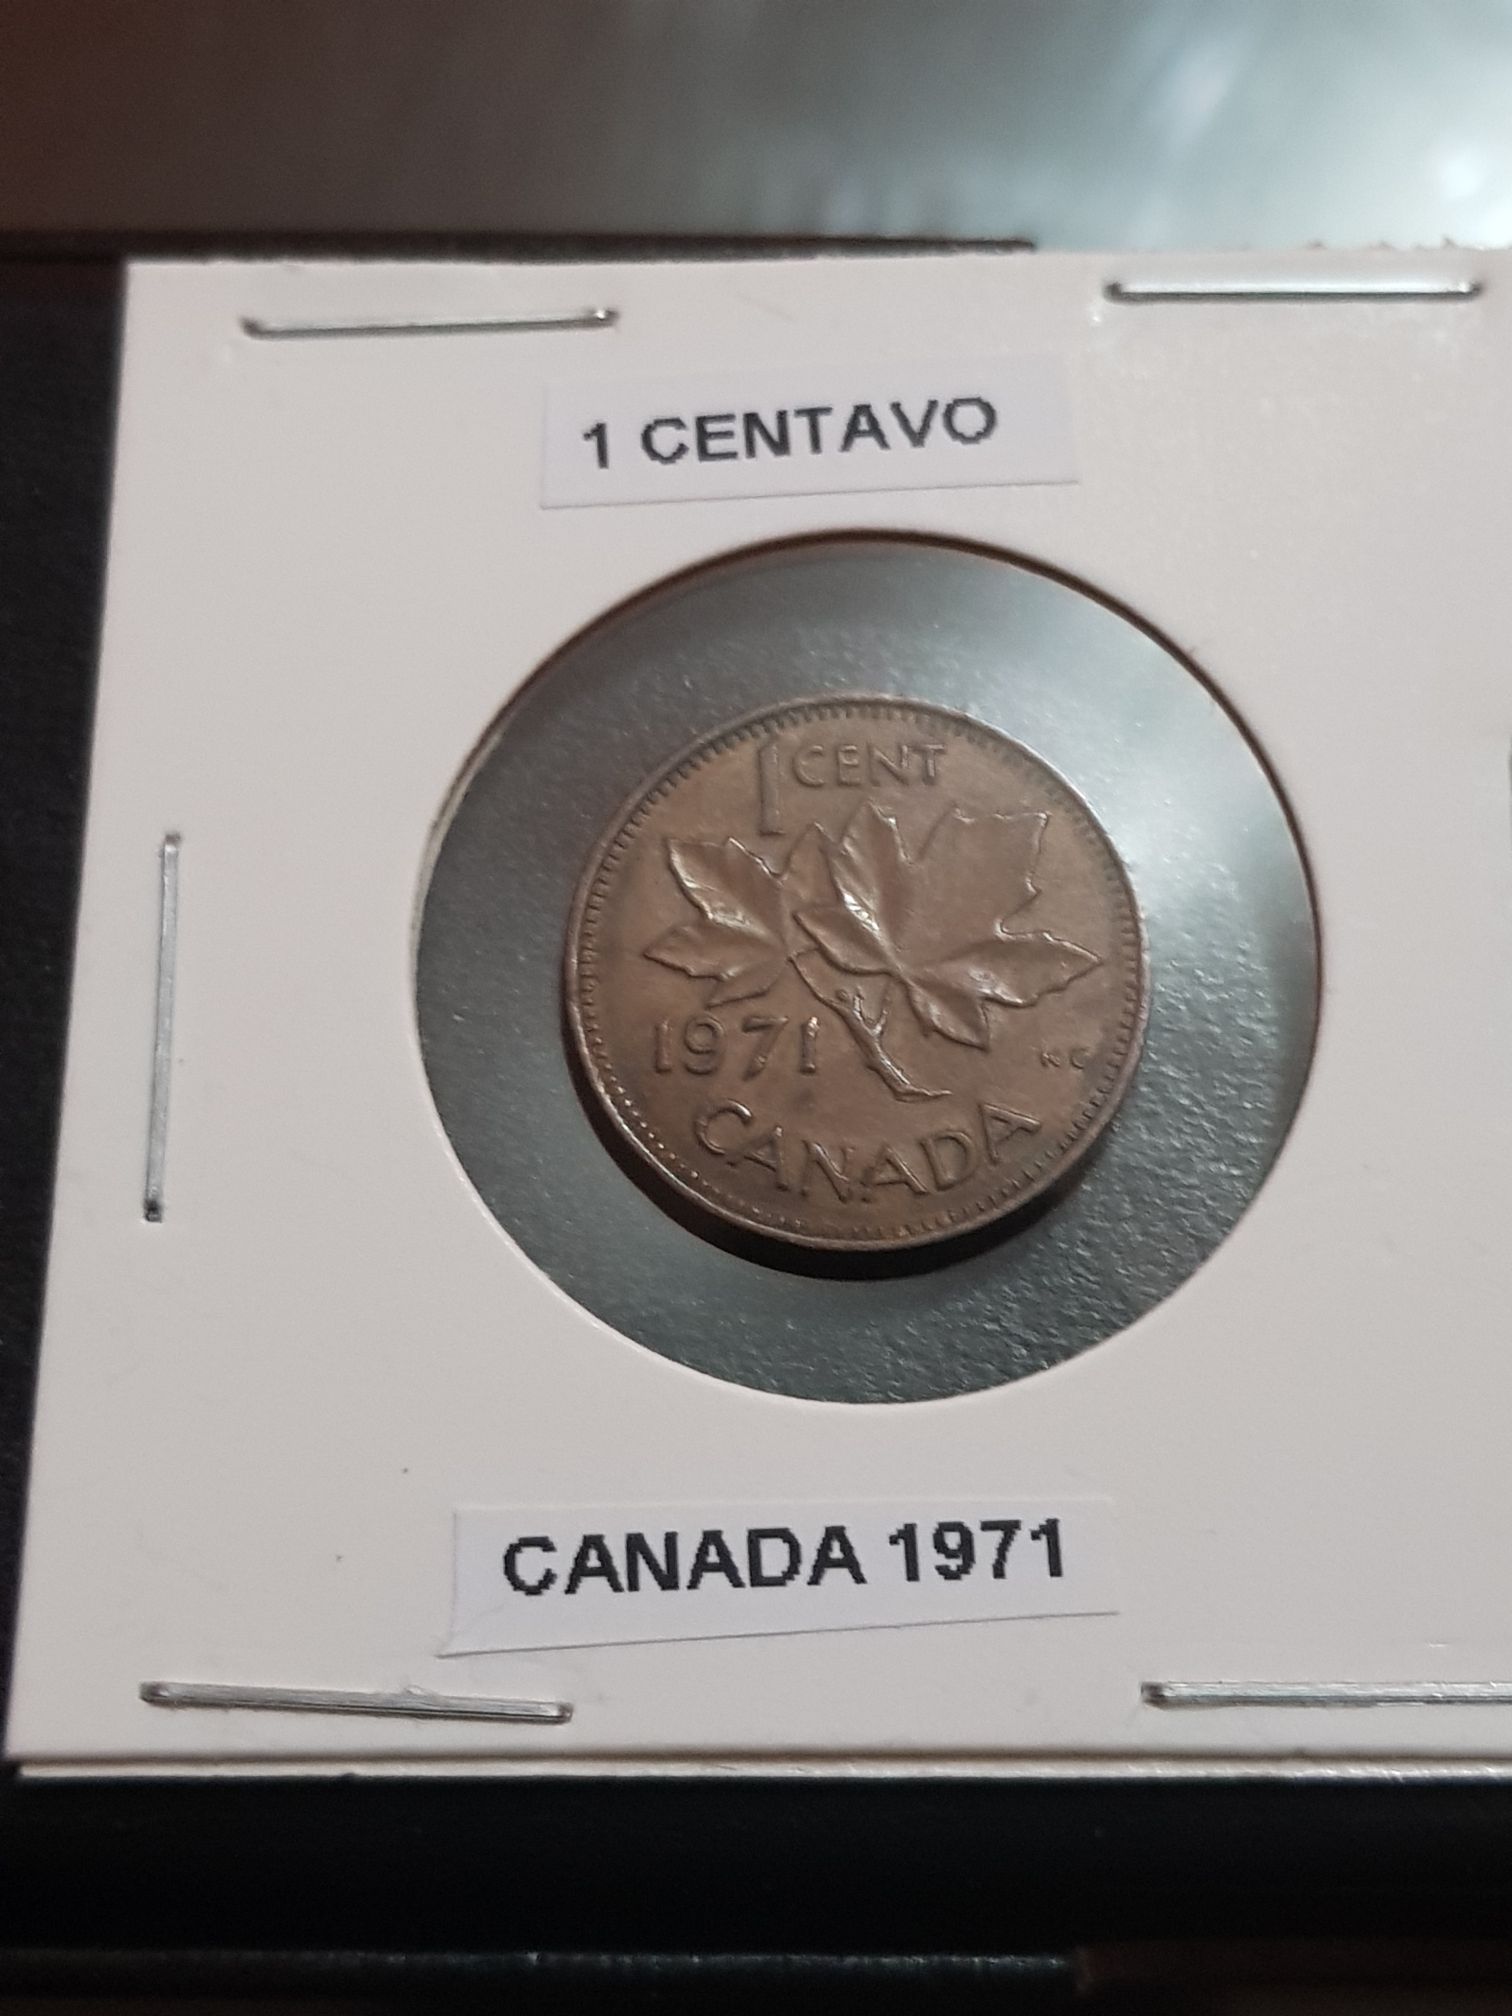 1 CENTAVO
1 CENT
1971
KG
CANADA
CANADA 1971